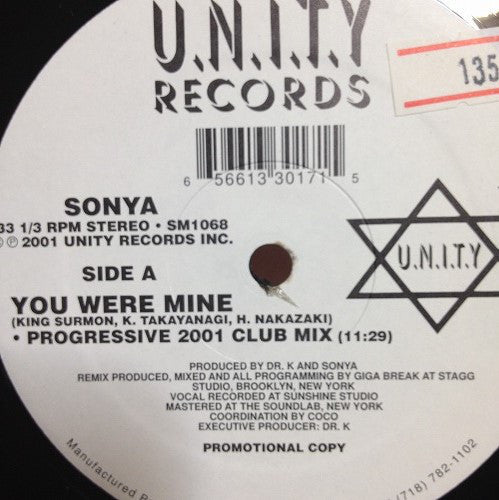 U.N.I.T.Y
RECORDS
135
6 56613 30171 5
SONYA
33 1/3 RPM STEREO • SM1068
© ℗ 2001 UNITY RECORDS INC.
U.N.I.T.Y
SIDE A
YOU WERE MINE
(KING SURMON, K. TAKAYANAGI, H. NAKAZAKI)
• PROGRESSIVE 2001 CLUB MIX (11:29)
PRODUCED BY DR. K AND SONYA
REMIX PRODUCED, MIXED AND ALL PROGRAMMING BY GIGA BREAK AT STAGG
STUDIO, BROOKLYN, NEW YORK
VOCAL RECORDED AT SUNSHINE STUDIO
MASTERED AT THE SOUNDLAB, NEW YORK
COORDINATION BY COCO
EXECUTIVE PRODUCER: DR. K
PROMOTIONAL COPY
Manufactured
(718) 782-1102